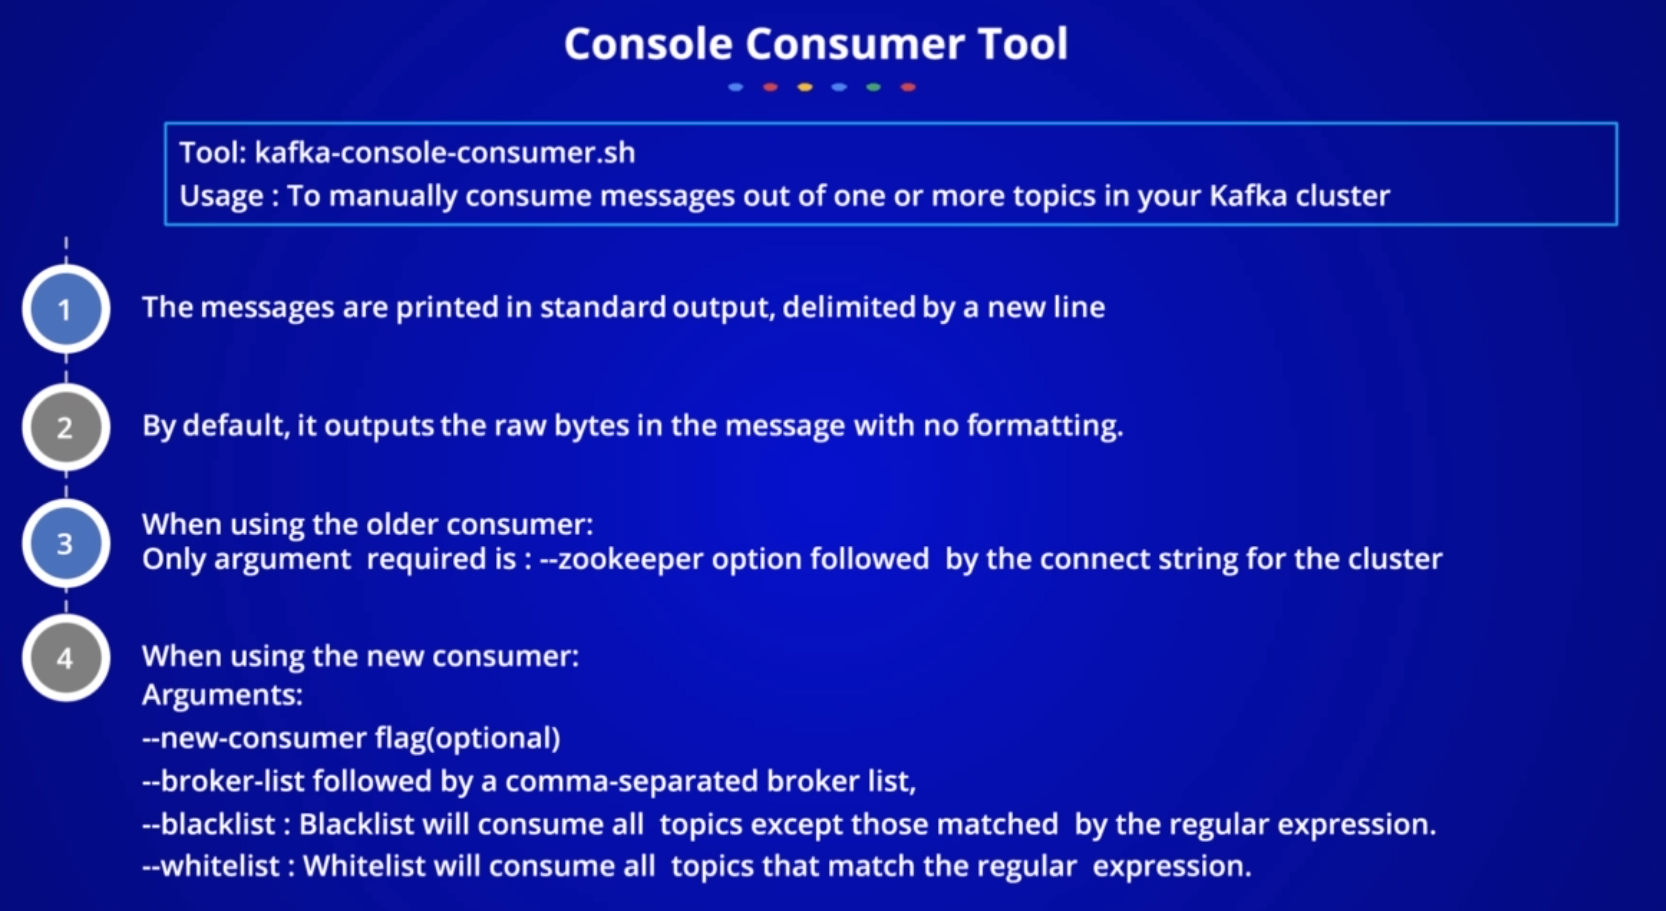 Console Consumer Tool
Tool: kafka-console-consumer.sh
Usage : To manually consume messages out of one or more topics in your Kafka cluster
1
The messages are printed in standard output, delimited by a new line
2
By default, it outputs the raw bytes in the message with no formatting.
3
When using the older consumer:
Only argument required is : --zookeeper option followed by the connect string for the cluster
4
When using the new consumer:
Arguments:
--new-consumer flag(optional)
--broker-list followed by a comma-separated broker list,
--blacklist : Blacklist will consume all topics except those matched by the regular expression.
--whitelist : Whitelist will consume all topics that match the regular expression.